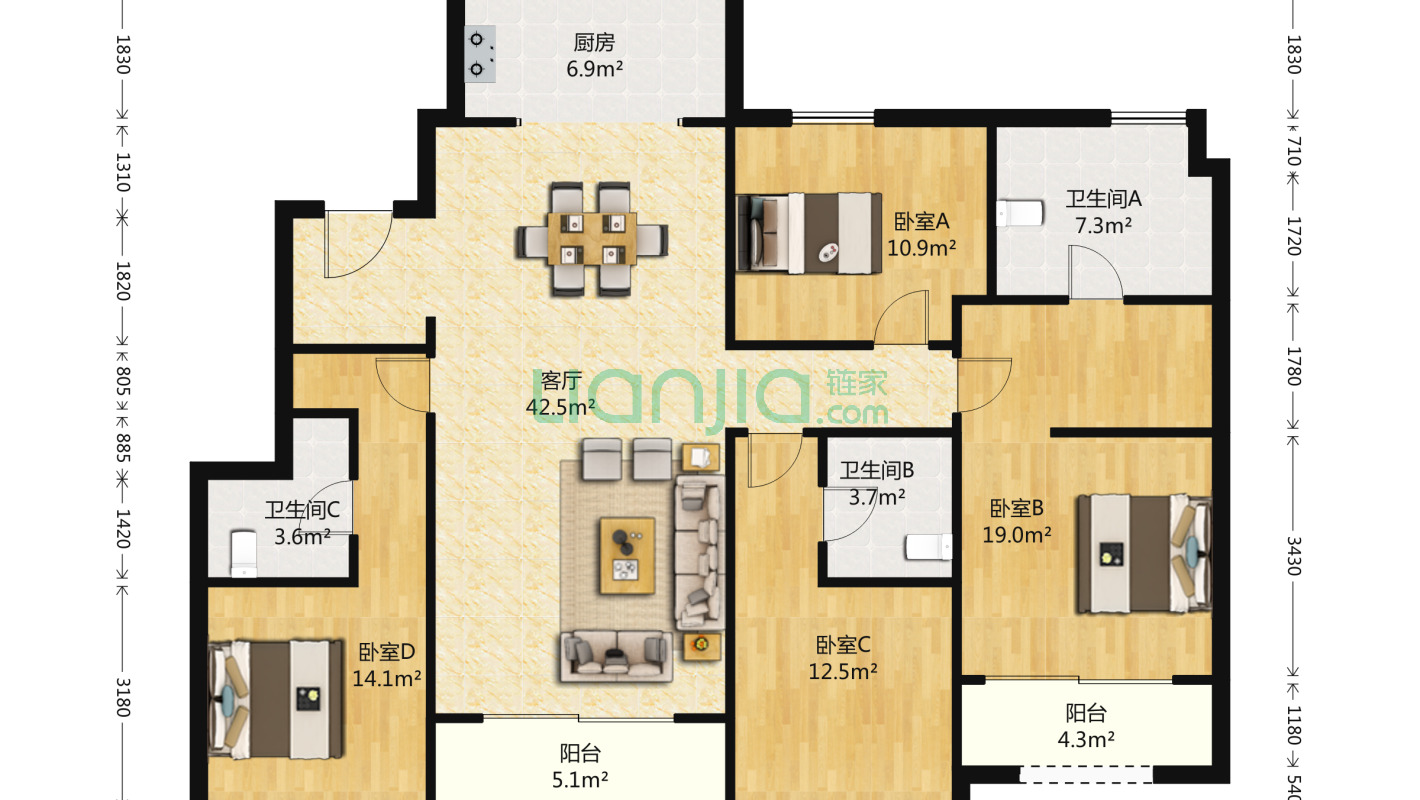 厨房
6.9m²
卧室A
10.9m²
卫生间A
7.3m²
客厅
42.5m²
Lianjia 链家
.com
卫生间B
3.7m²
卫生间C
3.6m²
卧室B
19.0m²
卧室C
12.5m²
卧室D
14.1m²
阳台
4.3m²
阳台
5.1m²
1830
1310
1820
805
885
1420
3180
1830
710
1720
1780
3430
1180
540